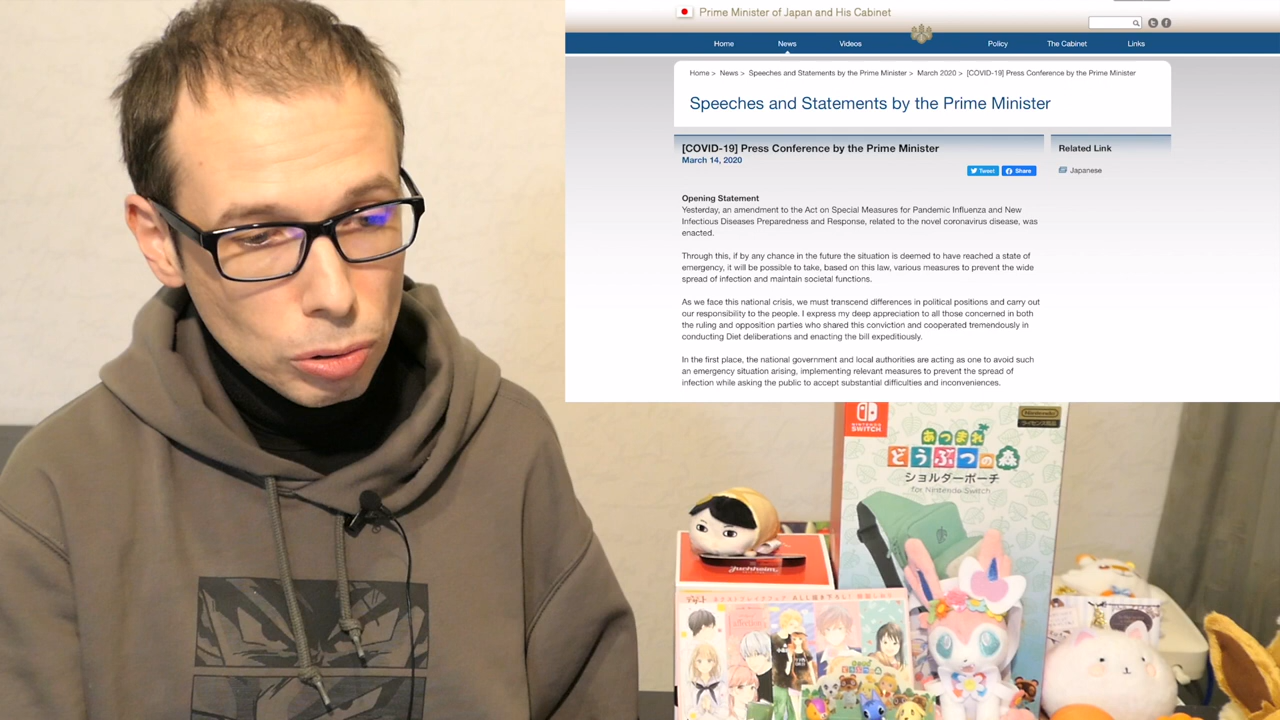 Prime Minister of Japan and His Cabinet
Home
News
Videos
Policy
The Cabinet
Links
Home > News > Speeches and Statements by the Prime Minister > March 2020 > [COVID-19] Press Conference by the Prime Minister
Speeches and Statements by the Prime Minister
[COVID-19] Press Conference by the Prime Minister
March 14, 2020
Tweet
Share
Related Link
Japanese
Opening Statement
Yesterday, an amendment to the Act on Special Measures for Pandemic Influenza and New
Infectious Diseases Preparedness and Response, related to the novel coronavirus disease, was
enacted.
Through this, if by any chance in the future the situation is deemed to have reached a state of
emergency, it will be possible to take, based on this law, various measures to prevent the wide
spread of infection and maintain societal functions.
As we face this national crisis, we must transcend differences in political positions and carry out
our responsibility to the people. I express my deep appreciation to all those concerned in both
the ruling and opposition parties who shared this conviction and cooperated tremendously in
conducting Diet deliberations and enacting the bill expeditiously.
In the first place, the national government and local authorities are acting as one to avoid such
an emergency situation arising, implementing relevant measures to prevent the spread of
infection while asking the public to accept substantial difficulties and inconveniences.
NINTENDO
SWITCH
Nintendo
ライセンス商品
あつまれ
どうぶつの森
ショルダーポーチ
for Nintendo Switch
Juchheim